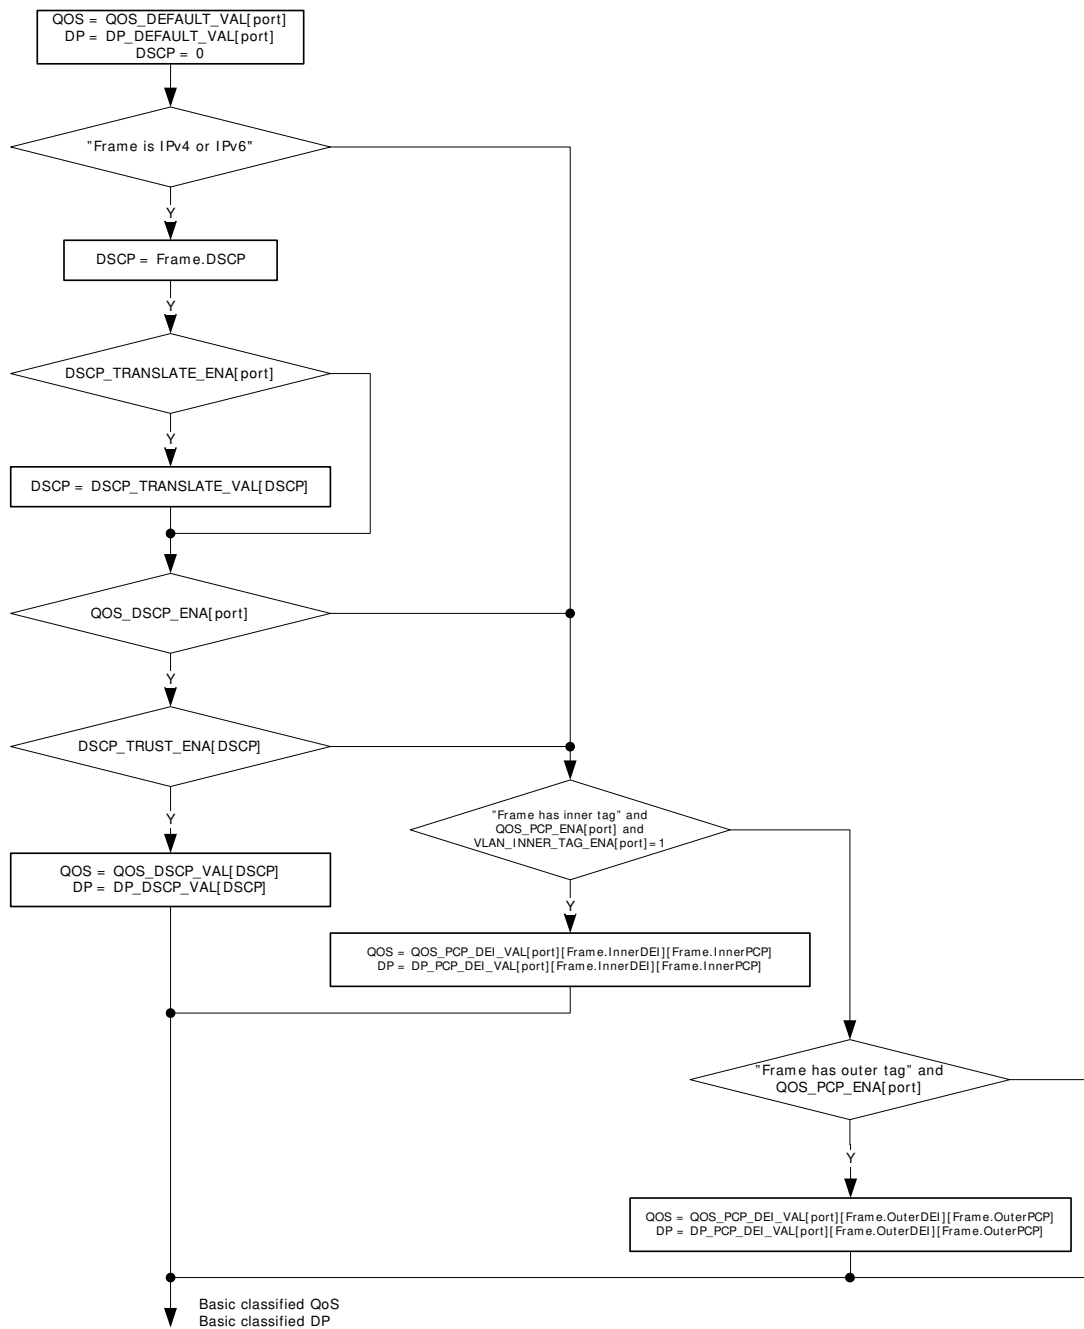 QOS = QOS_DEFAULT_VAL[port]
DP = DP_DEFAULT_VAL[port]
DSCP = 0
"Frame is IPv4 or IPv6"
Y
DSCP = Frame.DSCP
Y
DSCP_TRANSLATE_ENA[port]
Y
DSCP = DSCP_TRANSLATE_VAL[DSCP]
QOS_DSCP_ENA[port]
Y
DSCP_TRUST_ENA[DSCP]
Y
QOS = QOS_DSCP_VAL[DSCP]
DP = DP_DSCP_VAL[DSCP]
"Frame has inner tag" and
QOS_PCP_ENA[port] and
VLAN_INNER_TAG_ENA[port]=1
Y
QOS = QOS_PCP_DEI_VAL[port][Frame.InnerDEI][Frame.InnerPCP]
DP = DP_PCP_DEI_VAL[port][Frame.InnerDEI][Frame.InnerPCP]
"Frame has outer tag" and
QOS_PCP_ENA[port]
Y
QOS = QOS_PCP_DEI_VAL[port][Frame.OuterDEI][Frame.OuterPCP]
DP = DP_PCP_DEI_VAL[port][Frame.OuterDEI][Frame.OuterPCP]
Basic classified QoS
Basic classified DP